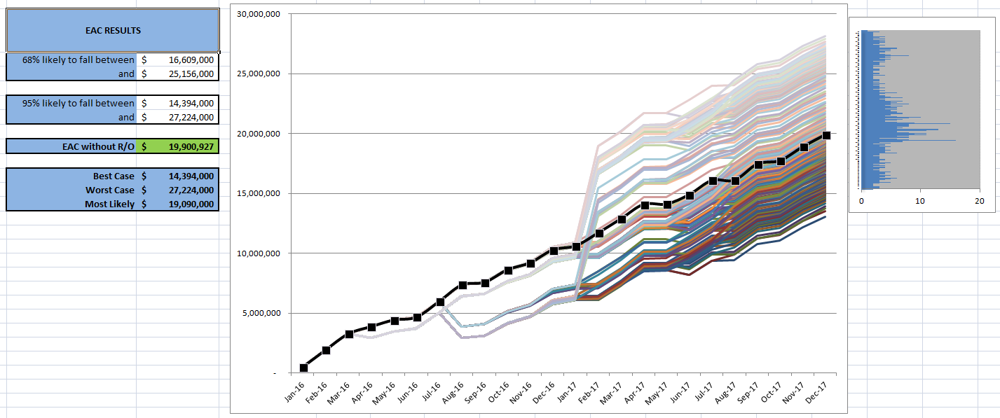 EAC RESULTS
68% likely to fall between $ 16,609,000
and $ 25,156,000
95% likely to fall between $ 14,394,000
and $ 27,224,000
EAC without R/O $ 19,900,927
Best Case $ 14,394,000
Worst Case $ 27,224,000
Most Likely $ 19,090,000
30,000,000
25,000,000
20,000,000
15,000,000
10,000,000
5,000,000
-
Jan-16 Feb-16 Mar-16 Apr-16 May-16 Jun-16 Jul-16 Aug-16 Sep-16 Oct-16 Nov-16 Dec-16 Jan-17 Feb-17 Mar-17 Apr-17 May-17 Jun-17 Jul-17 Aug-17 Sep-17 Oct-17 Nov-17 Dec-17
0 10 20